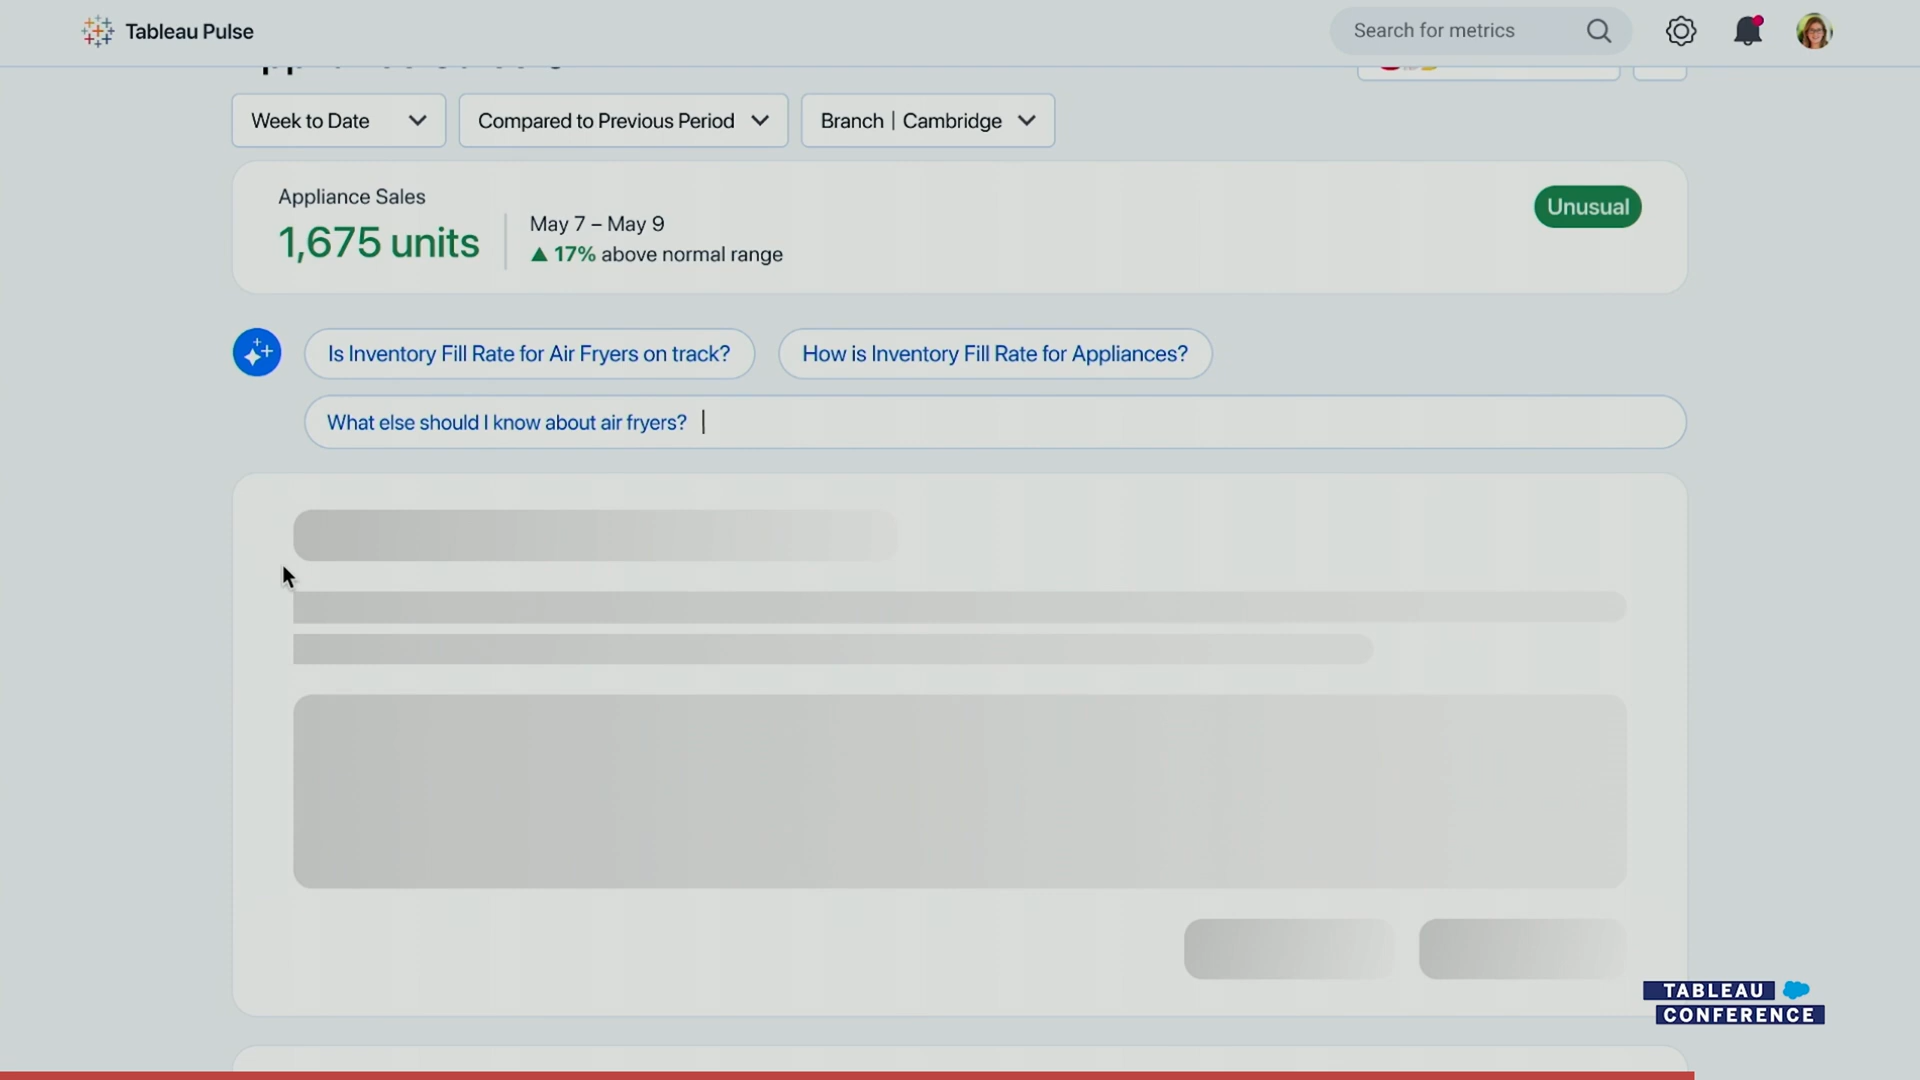 Tableau Pulse
Search for metrics
Week to Date
Compared to Previous Period
Branch | Cambridge
Appliance Sales
1,675 units
May 7 – May 9
▲ 17% above normal range
Unusual
Is Inventory Fill Rate for Air Fryers on track?
How is Inventory Fill Rate for Appliances?
What else should I know about air fryers?
TABLEAU
CONFERENCE